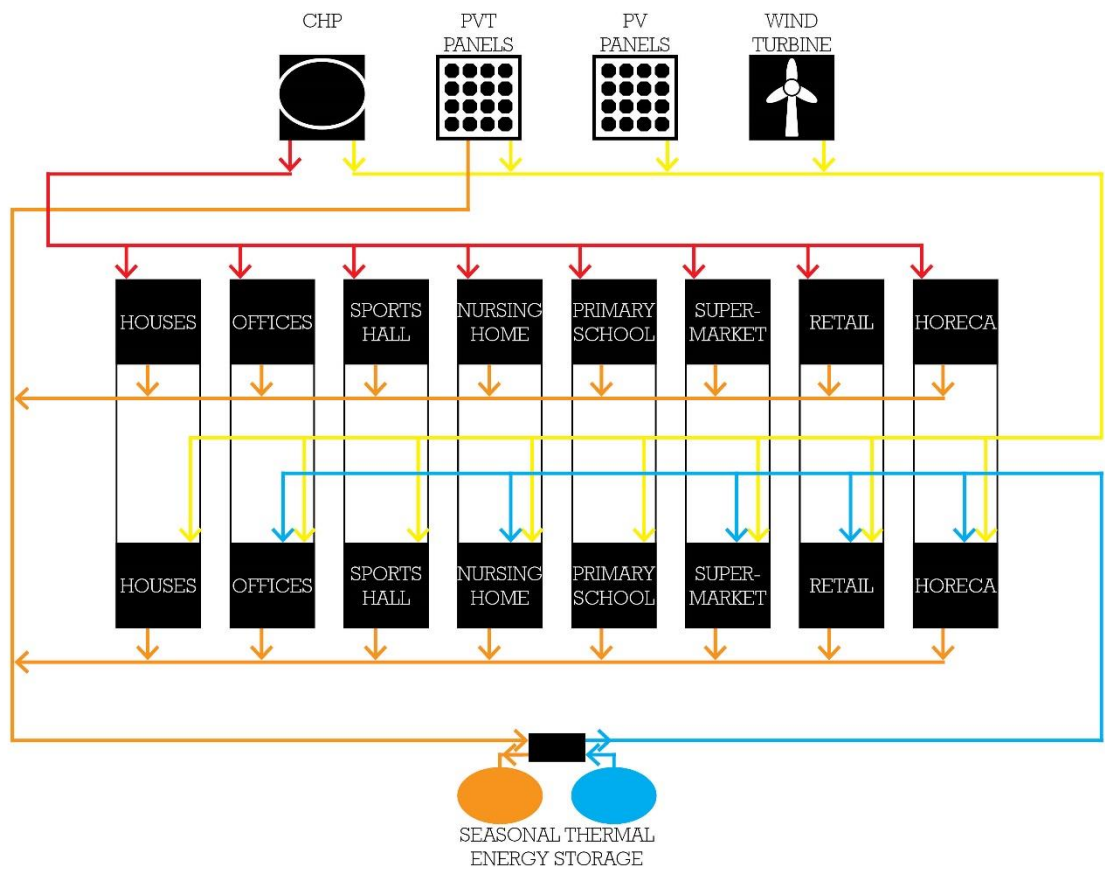 CHP
PVT
PANELS
PV
PANELS
WIND
TURBINE
HOUSES
OFFICES
SPORTS
HALL
NURSING
HOME
PRIMARY
SCHOOL
SUPER-
MARKET
RETAIL
HORECA
HOUSES
OFFICES
SPORTS
HALL
NURSING
HOME
PRIMARY
SCHOOL
SUPER-
MARKET
RETAIL
HORECA
SEASONAL THERMAL
ENERGY STORAGE